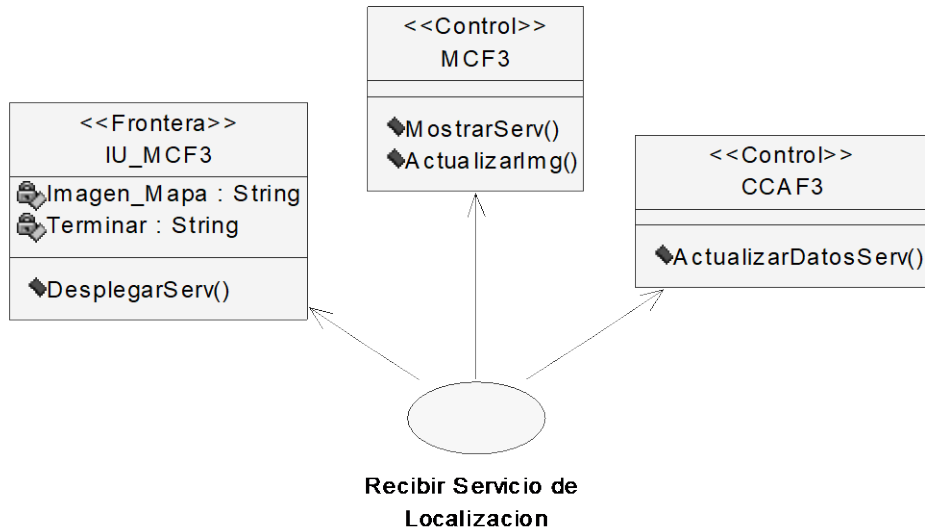 <<Control>>
MCF3
MostrarServ()
ActualizarImg()
<<Frontera>>
IU_MCF3
Imagen_Mapa : String
Terminar : String
DesplegarServ()
<<Control>>
CCAF3
ActualizarDatosServ()
Recibir Servicio de
Localizacion